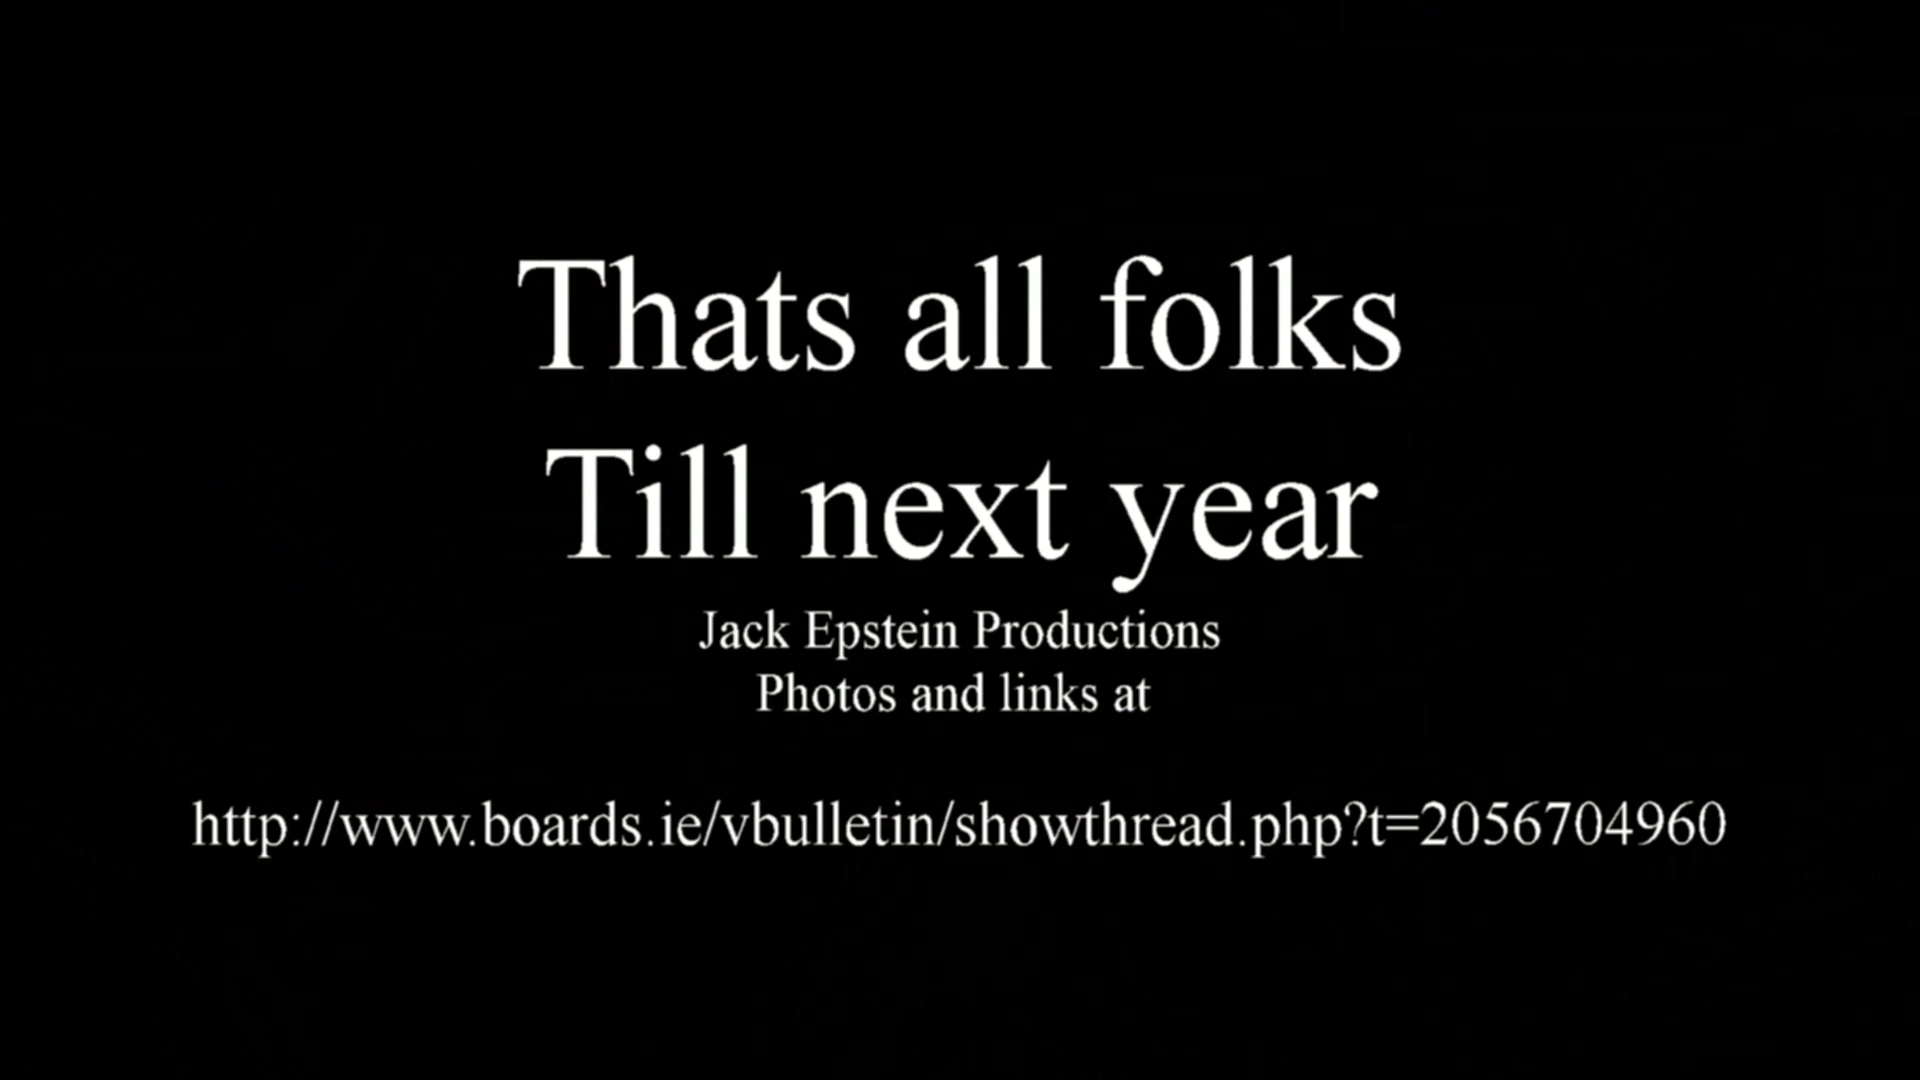 Thats all folks
Till next year
Jack Epstein Productions
Photos and links at
http://www.boards.ie/vbulletin/showthread.php?t=2056704960